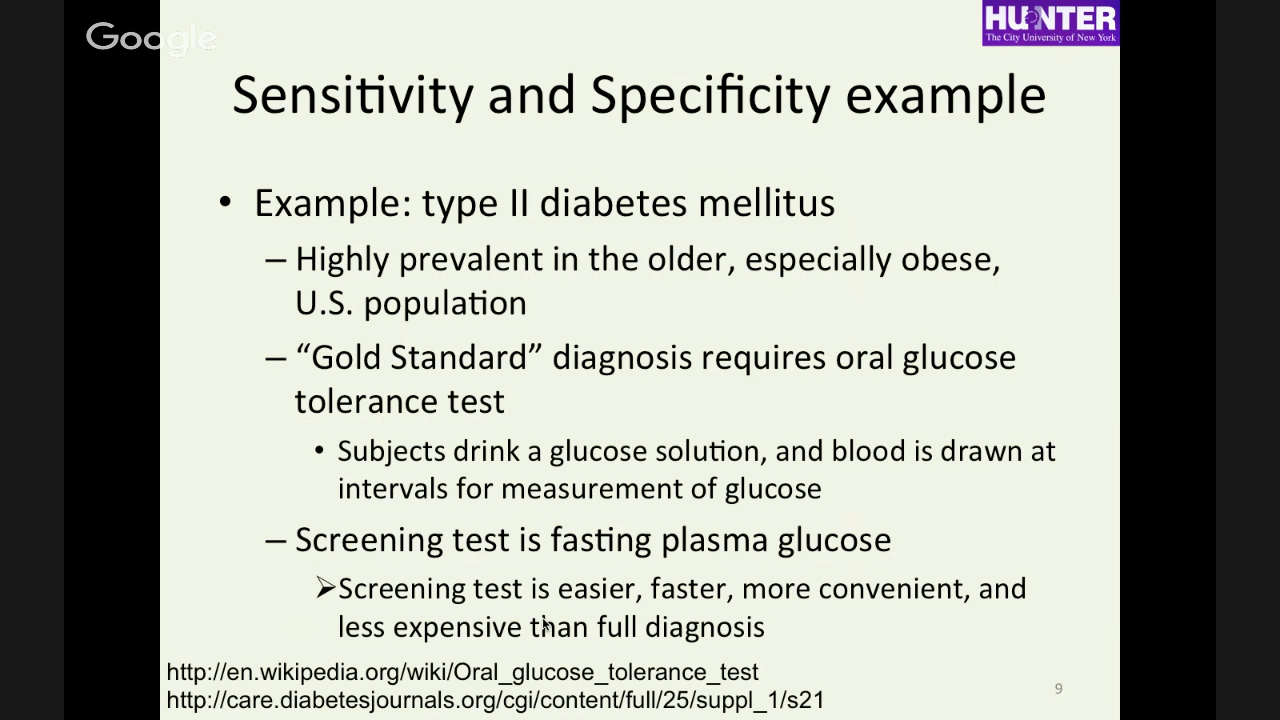 Google
HUNTER
The City University of New York
Sensitivity and Specificity example
• Example: type II diabetes mellitus
– Highly prevalent in the older, especially obese,
U.S. population
– “Gold Standard” diagnosis requires oral glucose
tolerance test
• Subjects drink a glucose solution, and blood is drawn at
intervals for measurement of glucose
– Screening test is fasting plasma glucose
➢Screening test is easier, faster, more convenient, and
less expensive than full diagnosis
http://en.wikipedia.org/wiki/Oral_glucose_tolerance_test
http://care.diabetesjournals.org/cgi/content/full/25/suppl_1/s21
9